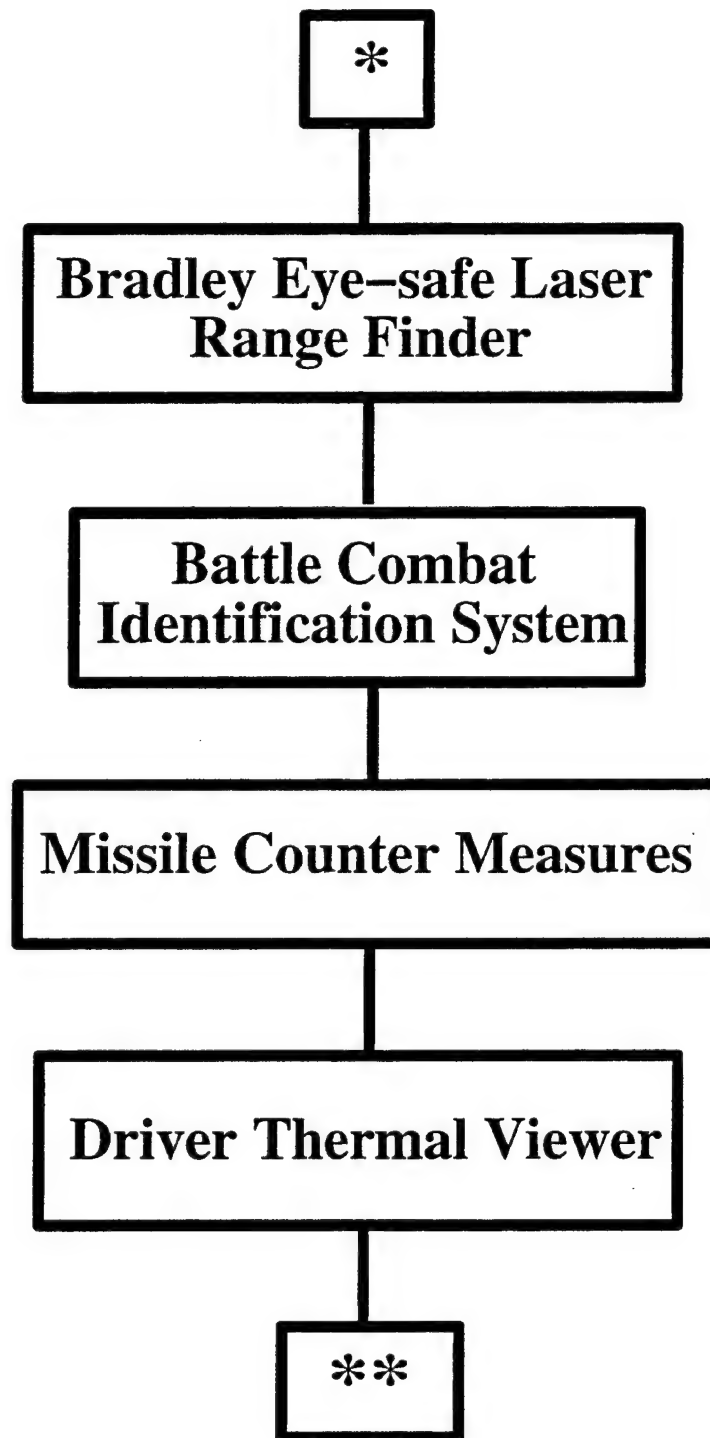 *
Bradley Eye–safe Laser
Range Finder
Battle Combat
Identification System
Missile Counter Measures
Driver Thermal Viewer
**